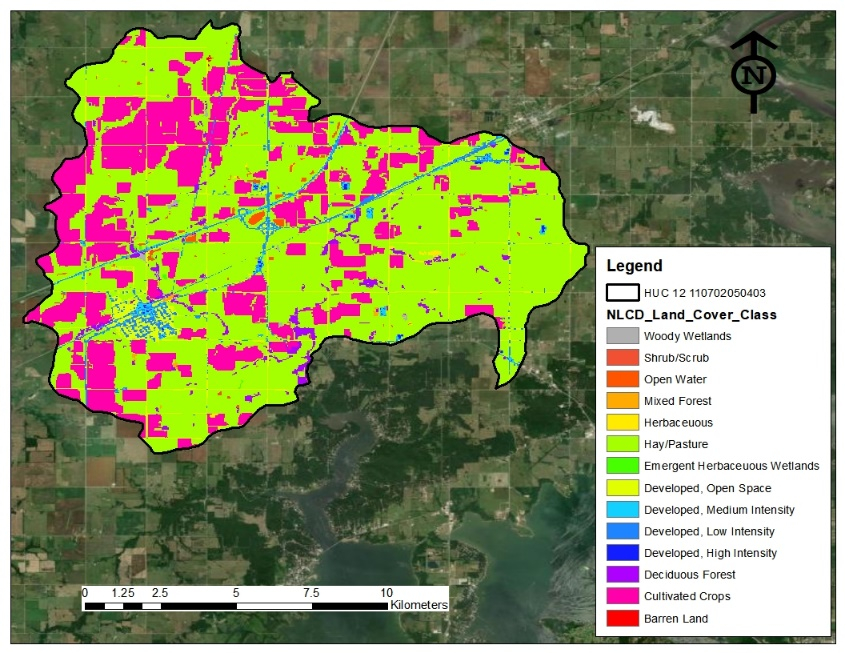 N
Legend
HUC 12 110702050403
NLCD_Land_Cover_Class
Woody Wetlands
Shrub/Scrub
Open Water
Mixed Forest
Herbaceous
Hay/Pasture
Emergent Herbaceuous Wetlands
Developed, Open Space
Developed, Medium Intensity
Developed, Low Intensity
Developed, High Intensity
Deciduous Forest
Cultivated Crops
Barren Land
0 1.25 2.5 5 7.5 10
Kilometers